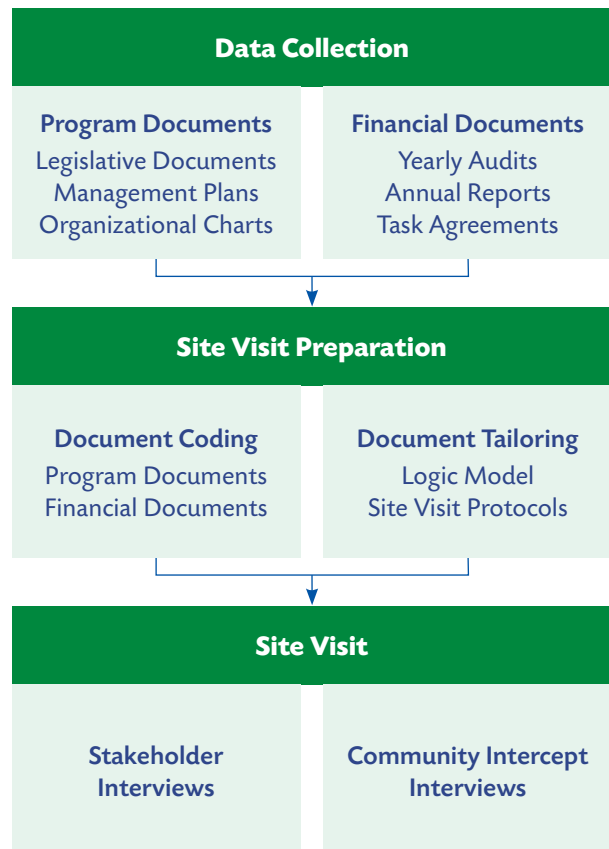 Data Collection
Program Documents
Legislative Documents
Management Plans
Organizational Charts
Financial Documents
Yearly Audits
Annual Reports
Task Agreements
Site Visit Preparation
Document Coding
Program Documents
Financial Documents
Document Tailoring
Logic Model
Site Visit Protocols
Site Visit
Stakeholder
Interviews
Community Intercept
Interviews